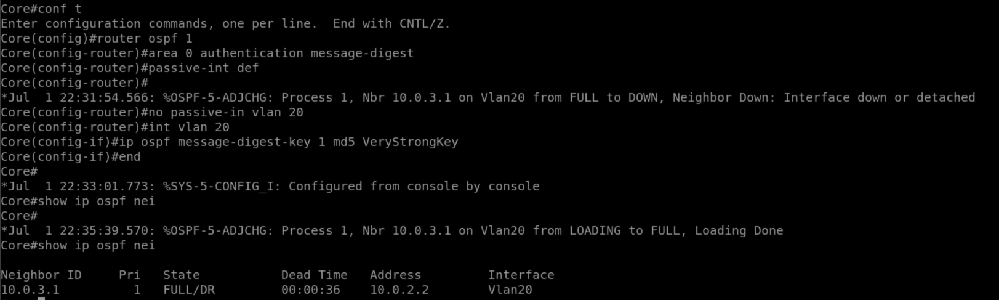 Core#conf t
Enter configuration commands, one per line.  End with CNTL/Z.
Core(config)#router ospf 1
Core(config-router)#area 0 authentication message-digest
Core(config-router)#passive-int def
Core(config-router)#
*Jul  1 22:31:54.566: %OSPF-5-ADJCHG: Process 1, Nbr 10.0.3.1 on Vlan20 from FULL to DOWN, Neighbor Down: Interface down or detached
Core(config-router)#no passive-in vlan 20
Core(config-router)#int vlan 20
Core(config-if)#ip ospf message-digest-key 1 md5 VeryStrongKey
Core(config-if)#end
Core#
*Jul  1 22:33:01.773: %SYS-5-CONFIG_I: Configured from console by console
Core#show ip ospf nei
Core#
*Jul  1 22:35:39.570: %OSPF-5-ADJCHG: Process 1, Nbr 10.0.3.1 on Vlan20 from LOADING to FULL, Loading Done
Core#show ip ospf nei

Neighbor ID     Pri   State           Dead Time   Address         Interface
10.0.3.1          1   FULL/DR         00:00:36    10.0.2.2        Vlan20